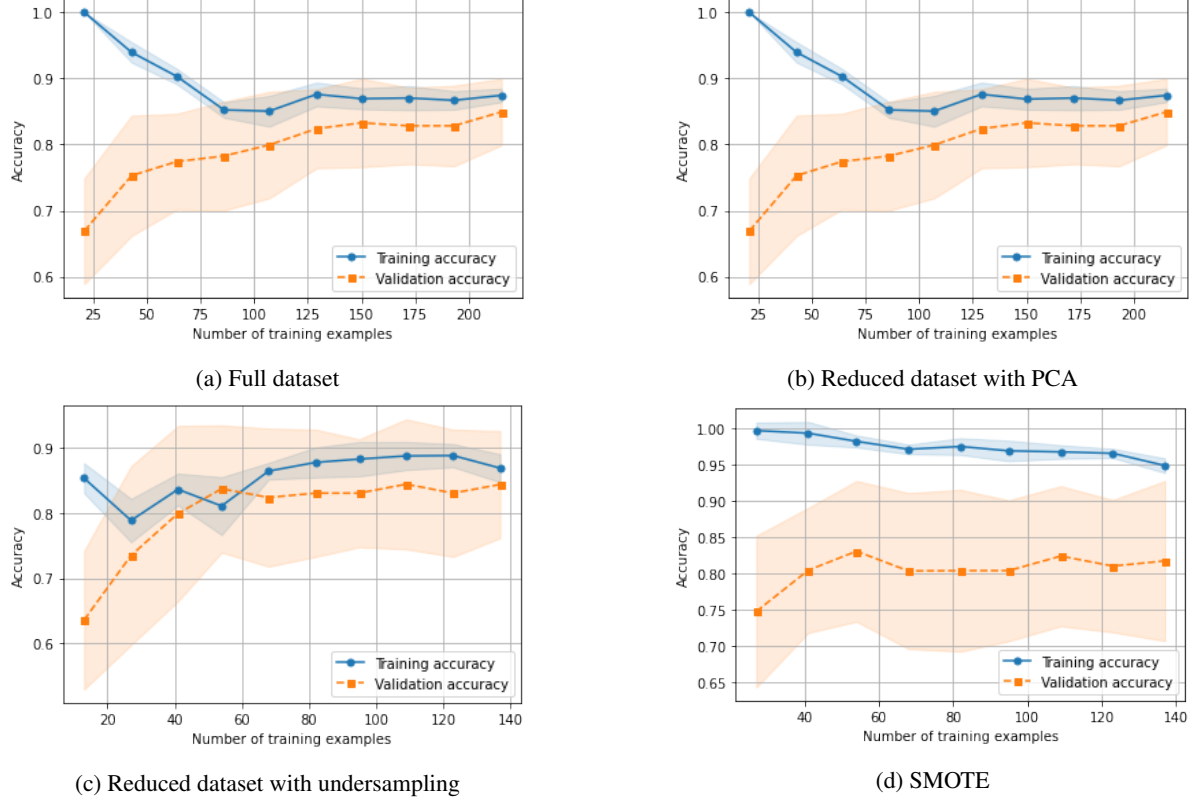 1.0
0.9
0.8
0.7
0.6
Accuracy
Training accuracy
Validation accuracy
25 50 75 100 125 150 175 200
Number of training examples
(a) Full dataset
1.0
0.9
0.8
0.7
0.6
Accuracy
Training accuracy
Validation accuracy
25 50 75 100 125 150 175 200
Number of training examples
(b) Reduced dataset with PCA
0.9
0.8
0.7
0.6
Accuracy
Training accuracy
Validation accuracy
20 40 60 80 100 120 140
Number of training examples
(c) Reduced dataset with undersampling
1.00
0.95
0.90
0.85
0.80
0.75
0.70
0.65
Accuracy
Training accuracy
Validation accuracy
40 60 80 100 120 140
Number of training examples
(d) SMOTE